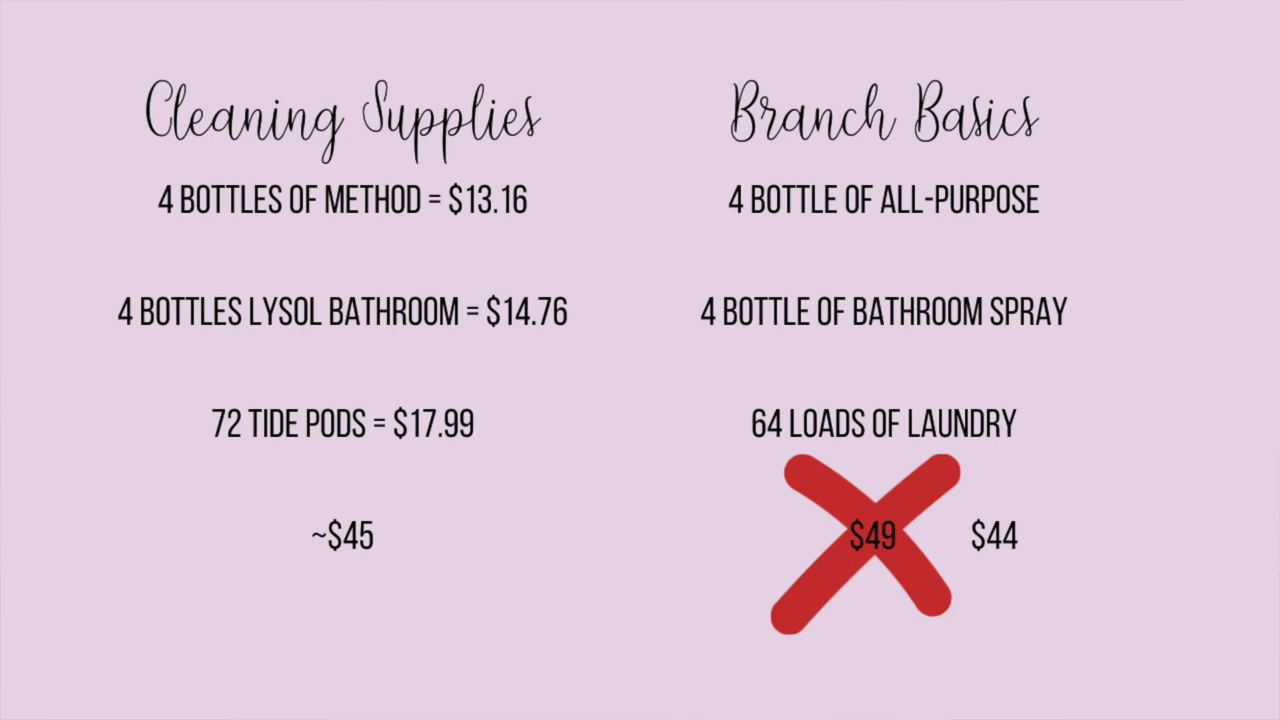 Cleaning Supplies
4 BOTTLES OF METHOD = $13.16
4 BOTTLES LYSOL BATHROOM = $14.76
72 TIDE PODS = $17.99
~$45
Branch Basics
4 BOTTLE OF ALL-PURPOSE
4 BOTTLE OF BATHROOM SPRAY
64 LOADS OF LAUNDRY
$49 $44